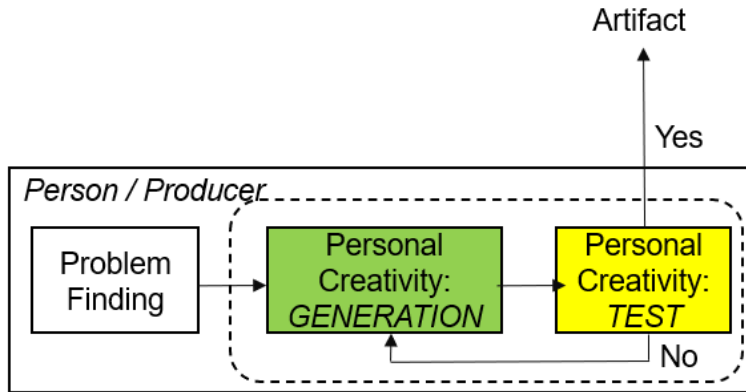 Artifact
Yes
Person / Producer
Problem
Finding
Personal
Creativity:
GENERATION
Personal
Creativity:
TEST
No